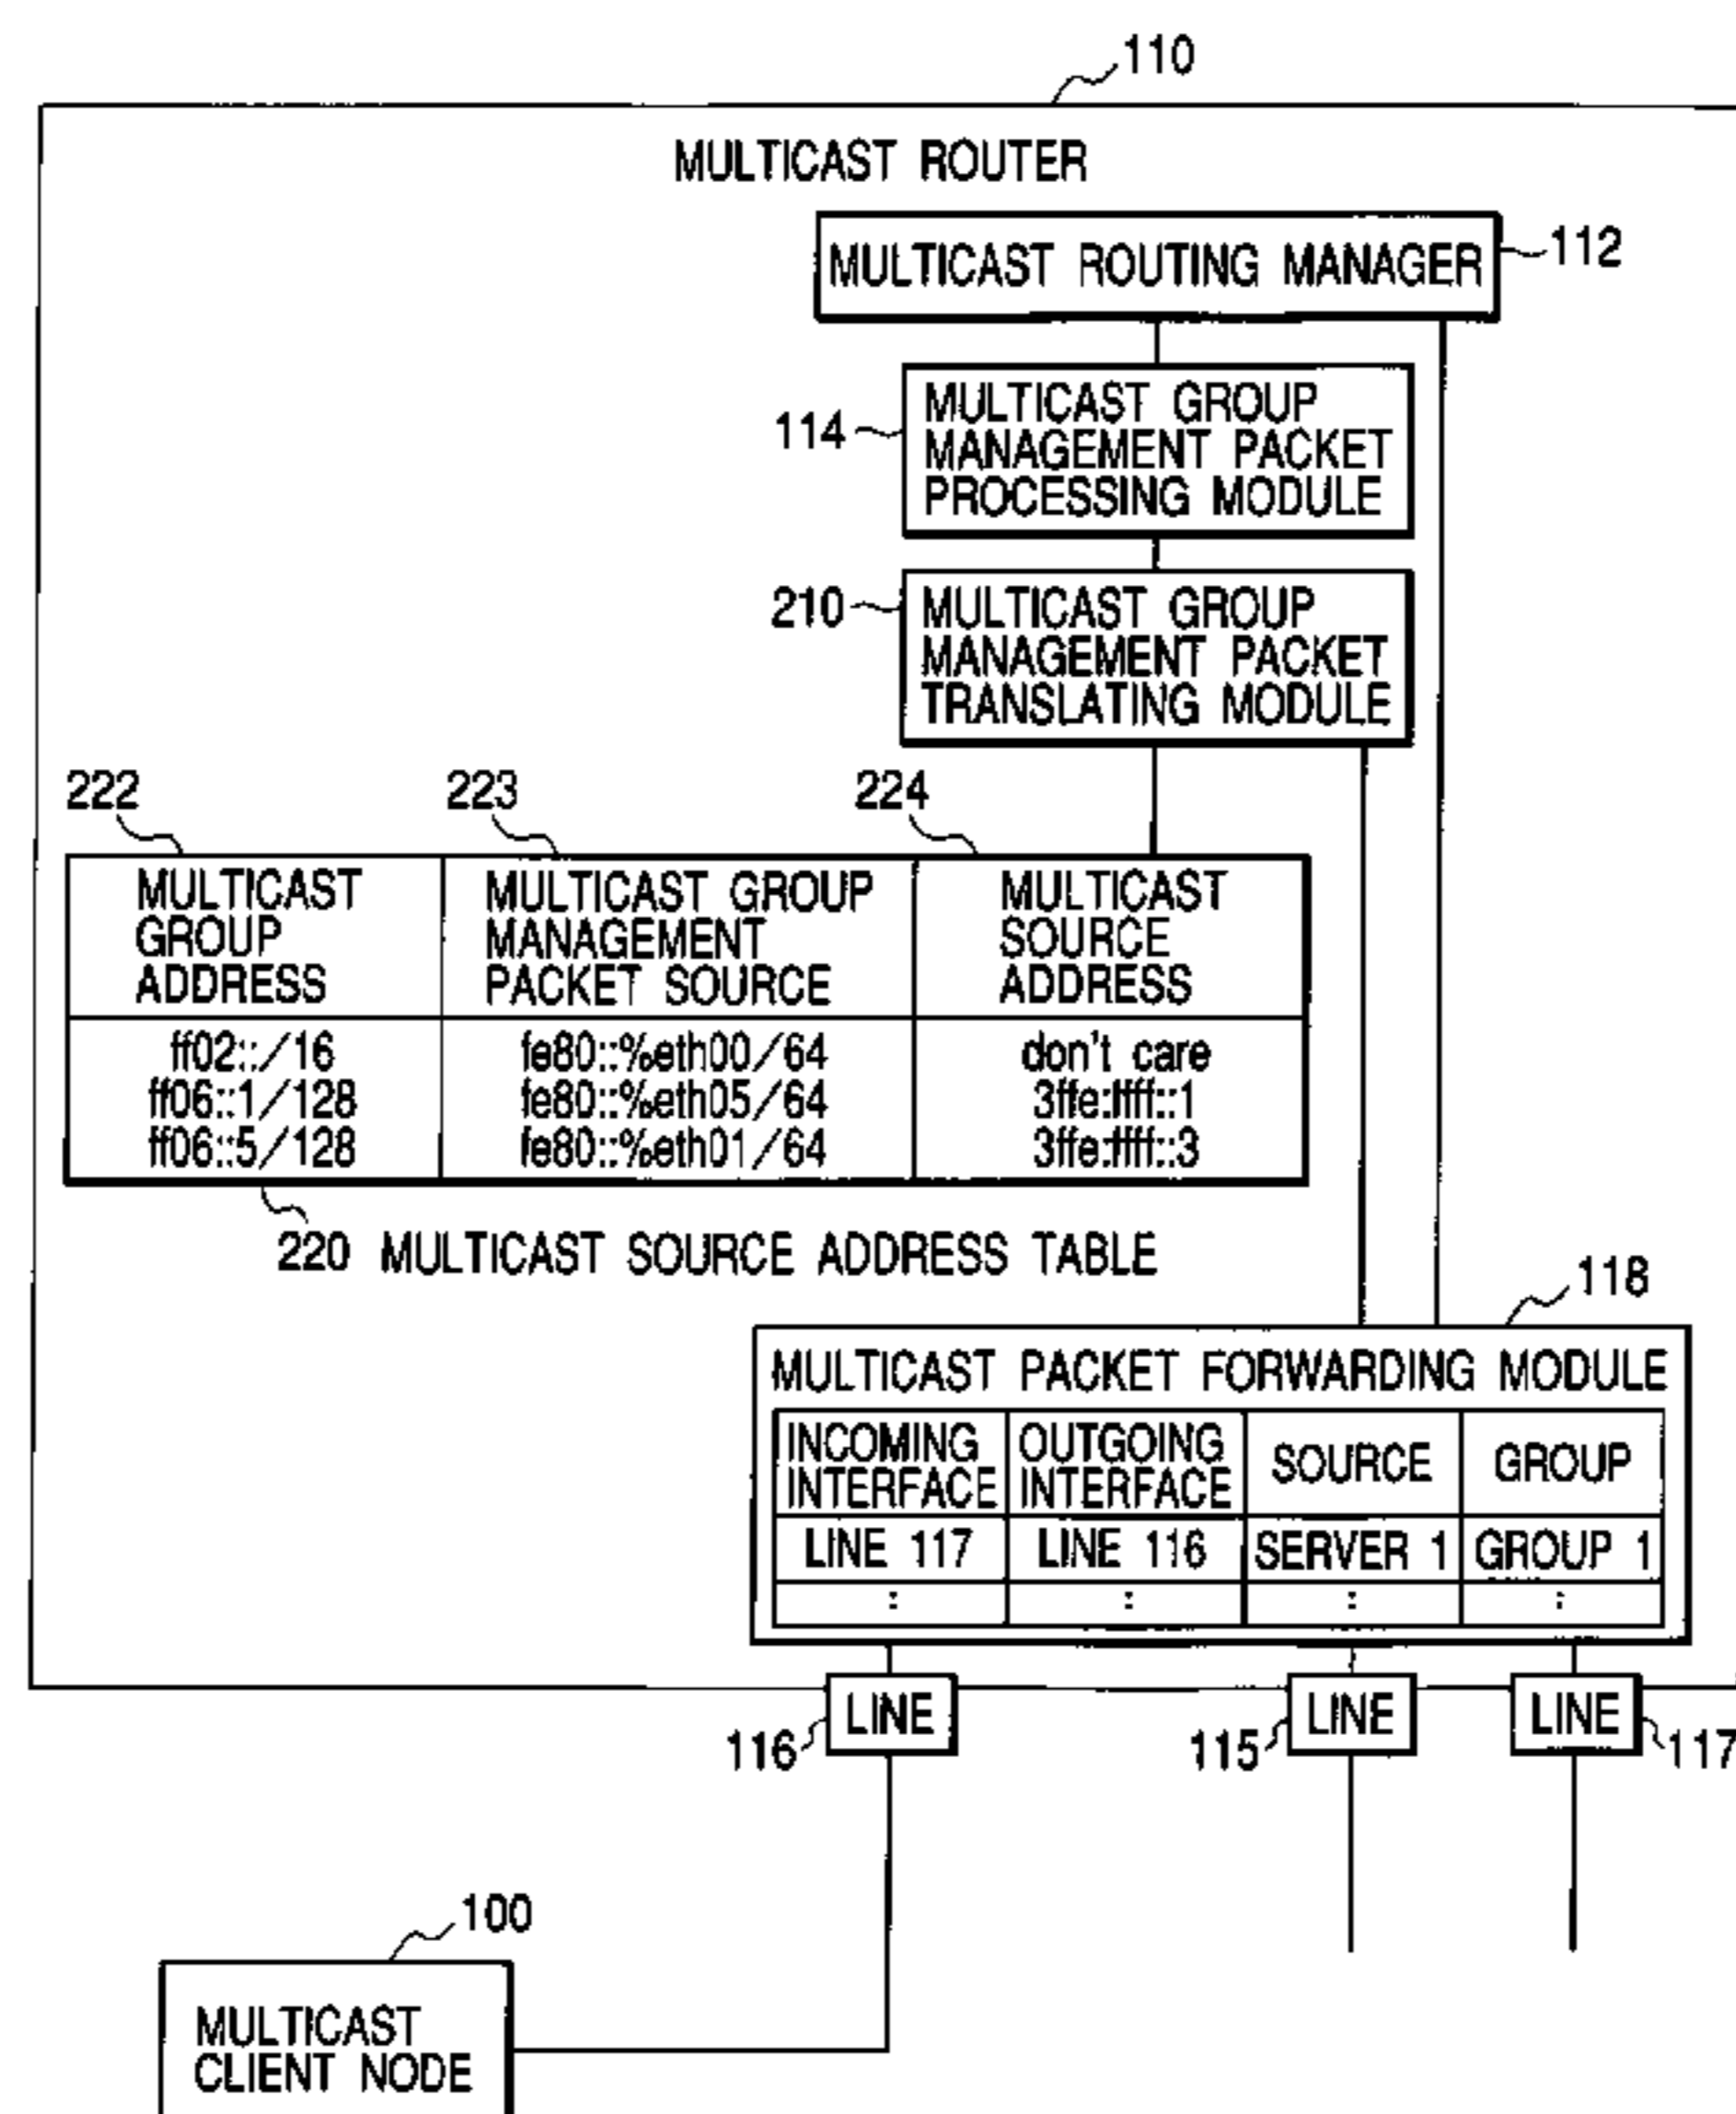 110
MULTICAST ROUTER
MULTICAST ROUTING MANAGER
112
114
MULTICAST GROUP
MANAGEMENT PACKET
PROCESSING MODULE
210
MULTICAST GROUP
MANAGEMENT PACKET
TRANSLATING MODULE
222
223
224
MULTICAST
GROUP
ADDRESS
MULTICAST GROUP
MANAGEMENT
PACKET SOURCE
MULTICAST
SOURCE
ADDRESS
ff02::/16 fe80::%eth00/64 don't care
ff06::1/128 fe80::%eth05/64 3ffe:ffff::1
ff06::5/128 fe80::%eth01/64 3ffe:ffff::3
220 MULTICAST SOURCE ADDRESS TABLE
118
MULTICAST PACKET FORWARDING MODULE
INCOMING
INTERFACE
OUTGOING
INTERFACE
SOURCE
GROUP
LINE 117 LINE 116 SERVER 1 GROUP 1
: : : :
LINE
116
LINE
115
LINE
117
100
MULTICAST
CLIENT NODE